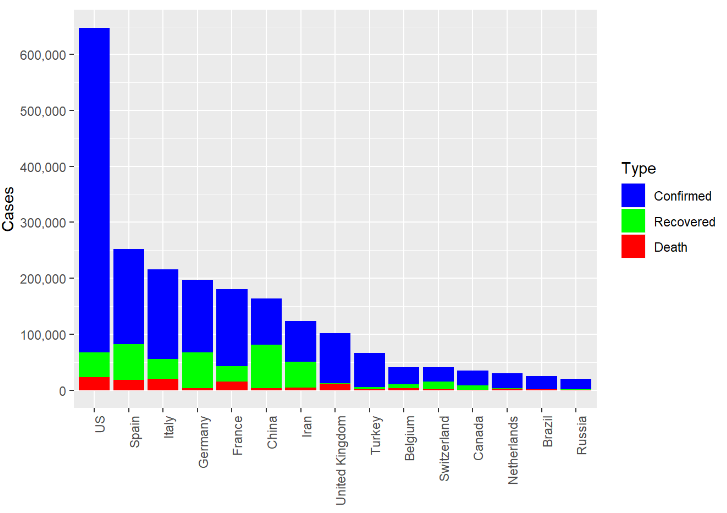 Cases
600,000
500,000
400,000
300,000
200,000
100,000
0
US
Spain
Italy
Germany
France
China
Iran
United Kingdom
Turkey
Belgium
Switzerland
Canada
Netherlands
Brazil
Russia
Type
Confirmed
Recovered
Death